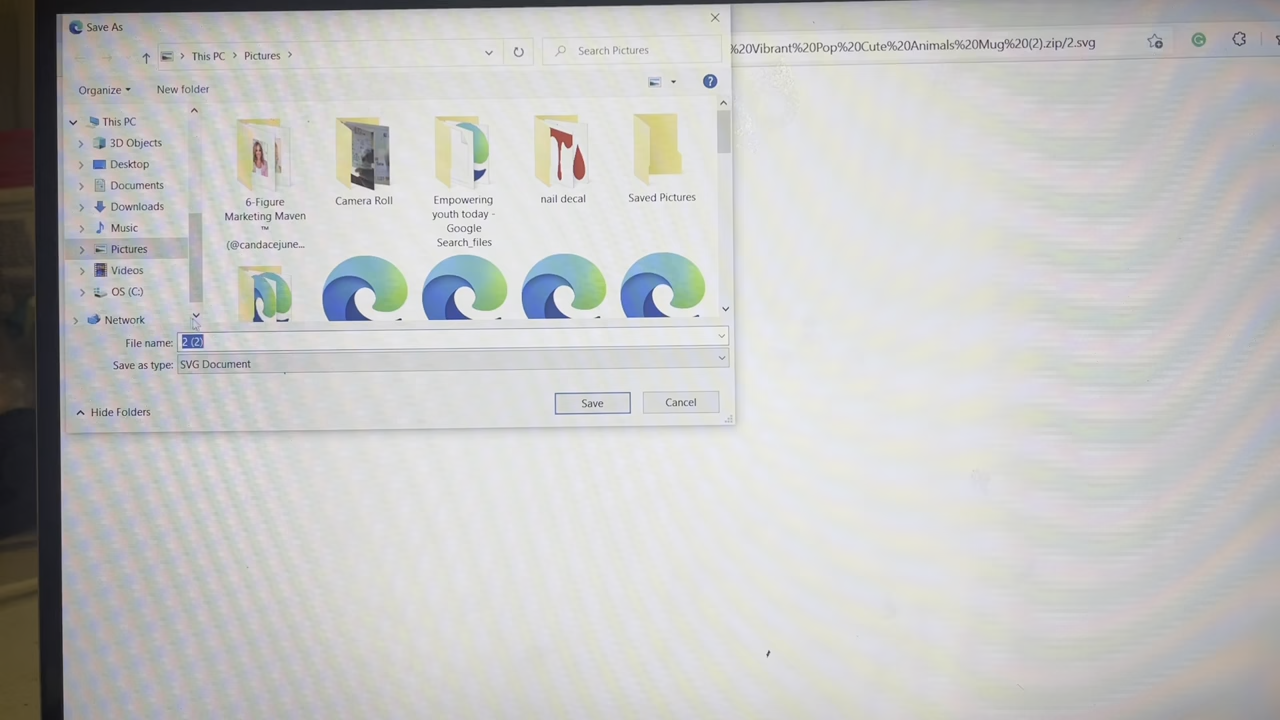 Save As
This PC
Pictures
Search Pictures
%20Vibrant%20Pop%20Cute%20Animals%20Mug%20(2).zip/2.svg
Organize
New folder
This PC
3D Objects
Desktop
Documents
Downloads
Music
Pictures
Videos
OS (C:)
Network
6-Figure
Marketing Maven
™
(@candacejune...
Camera Roll
Empowering
youth today -
Google
Search_files
nail decal
Saved Pictures
File name: 2 (2)
Save as type: SVG Document
Hide Folders
Save
Cancel